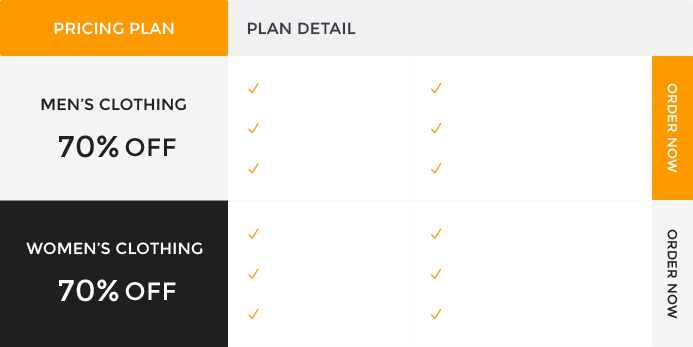 PRICING PLAN
PLAN DETAIL
MEN'S CLOTHING
70% OFF
ORDER NOW
WOMEN'S CLOTHING
70% OFF
ORDER NOW